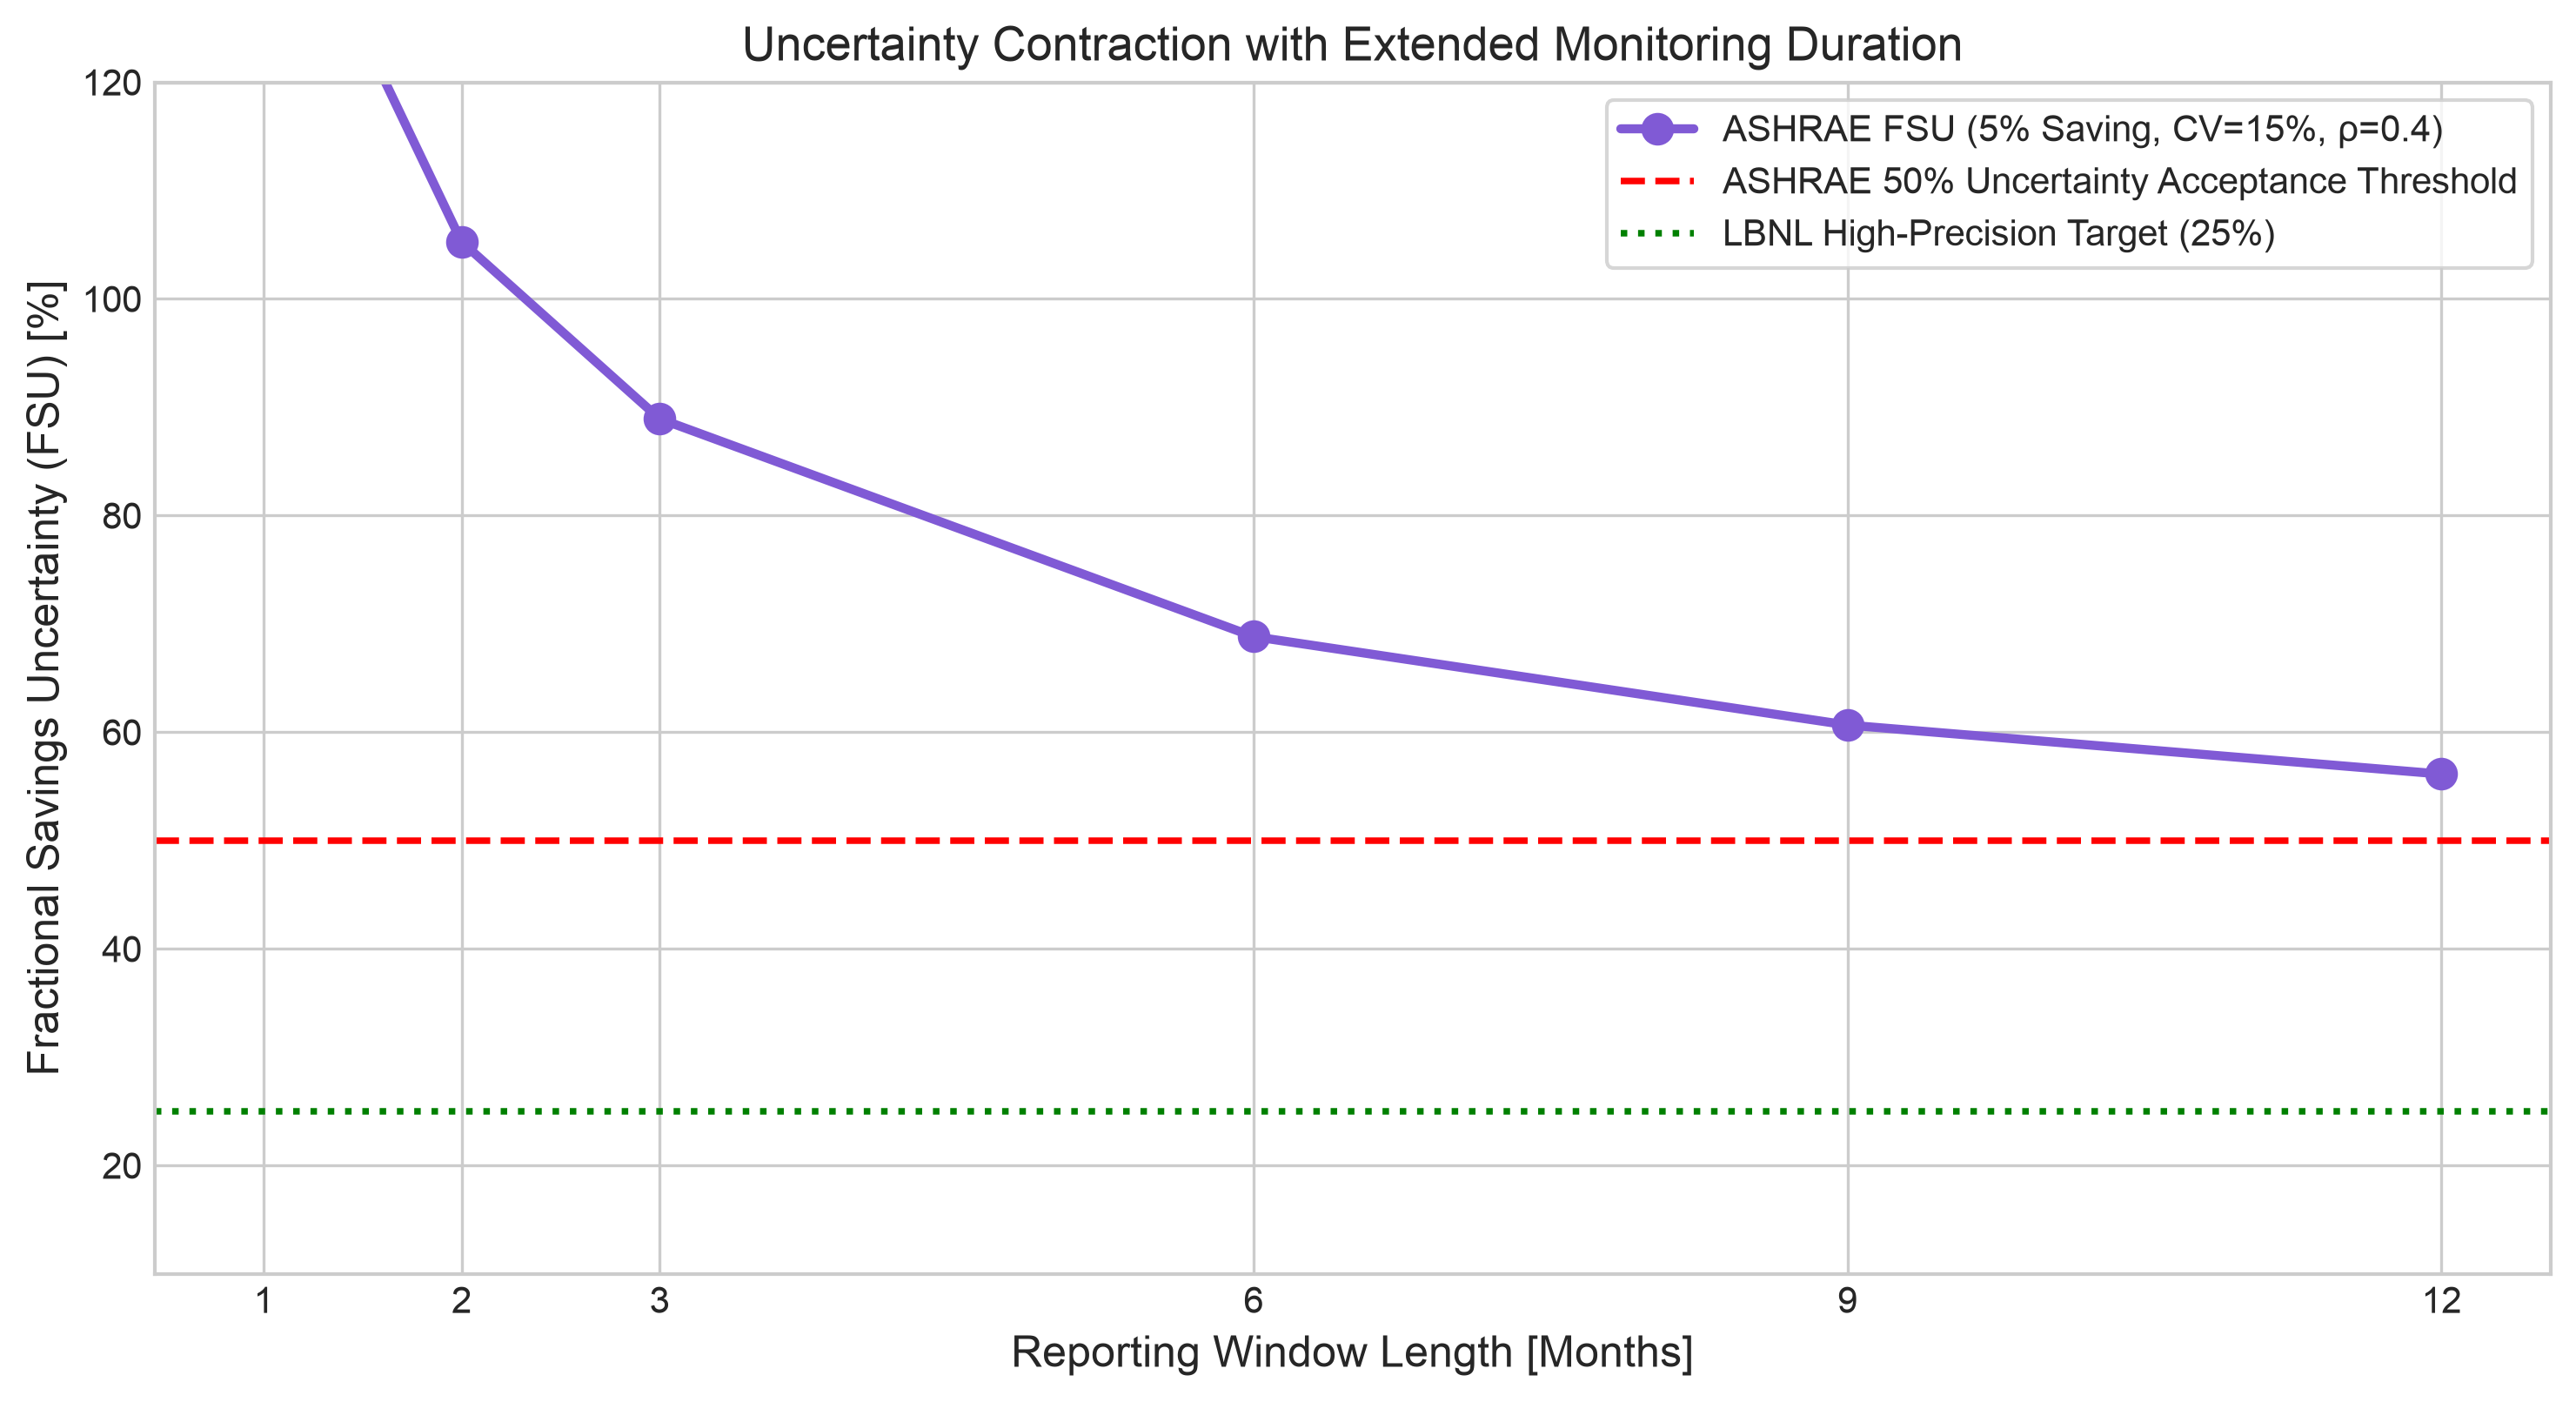 Uncertainty Contraction with Extended Monitoring Duration
ASHRAE FSU (5% Saving, CV=15%, ρ=0.4)
ASHRAE 50% Uncertainty Acceptance Threshold
LBNL High-Precision Target (25%)
Fractional Savings Uncertainty (FSU) [%]
120
100
80
60
40
20
1 2 3 6 9 12
Reporting Window Length [Months]